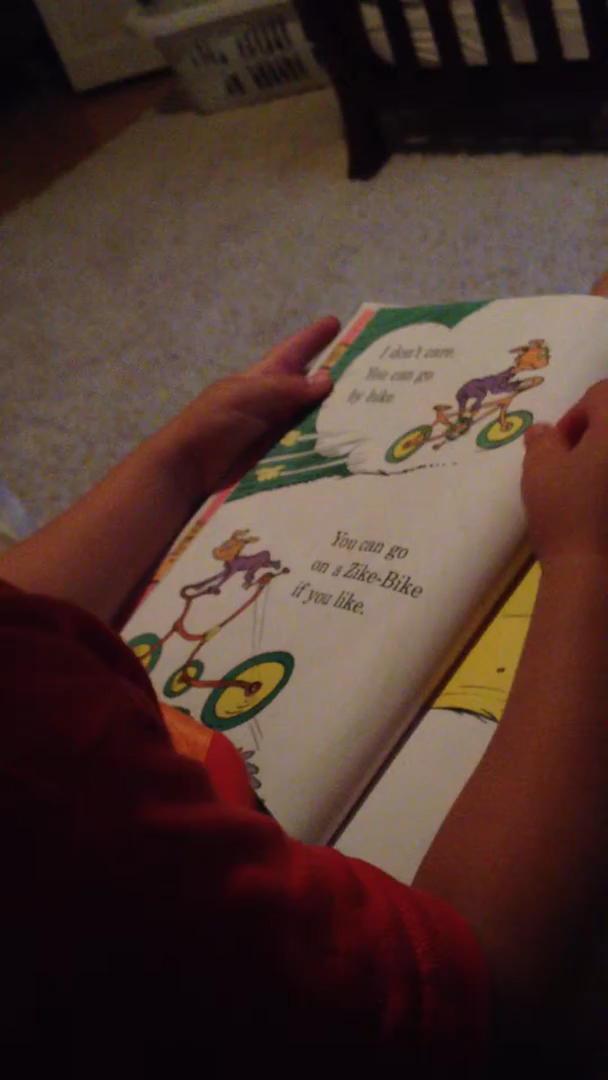 I don't care.
You can go
by bike.
You can go
on a Zike-Bike
if you like.